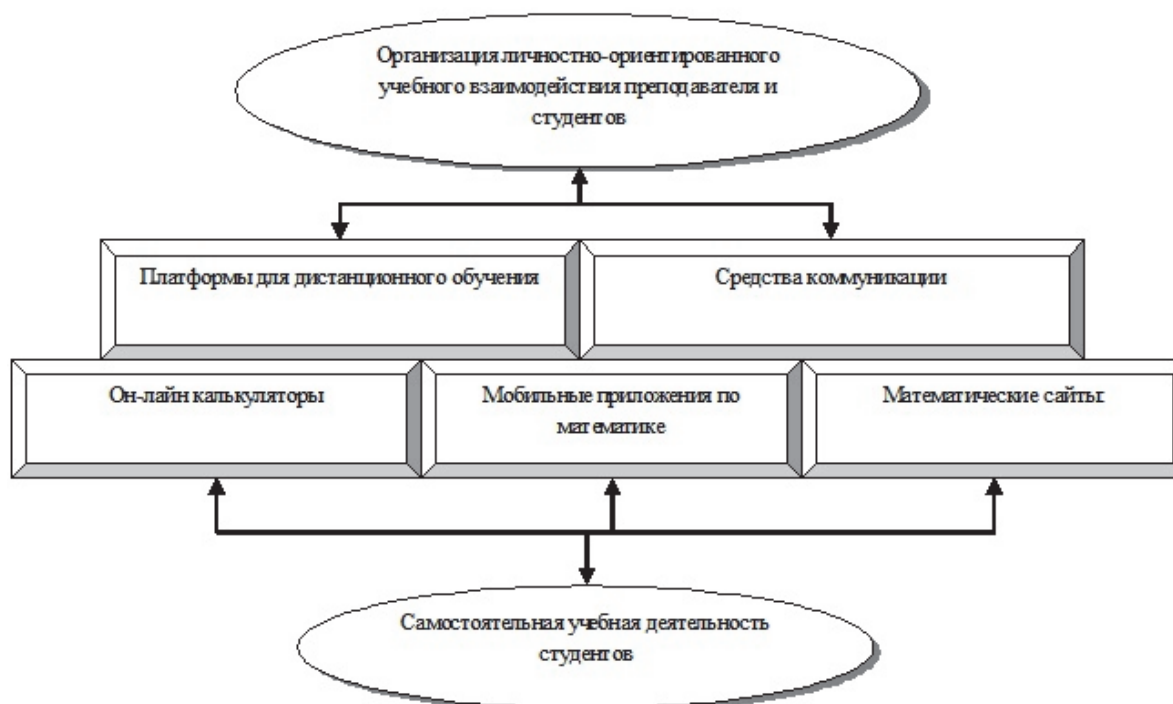 Организация личностно-ориентированного
учебного взаимодействия преподавателя и
студентов
Платформы для дистанционного обучения
Средства коммуникации
Он-лайн калькуляторы
Мобильные приложения по
математике
Математические сайты:
Самостоятельная учебная деятельность
студентов